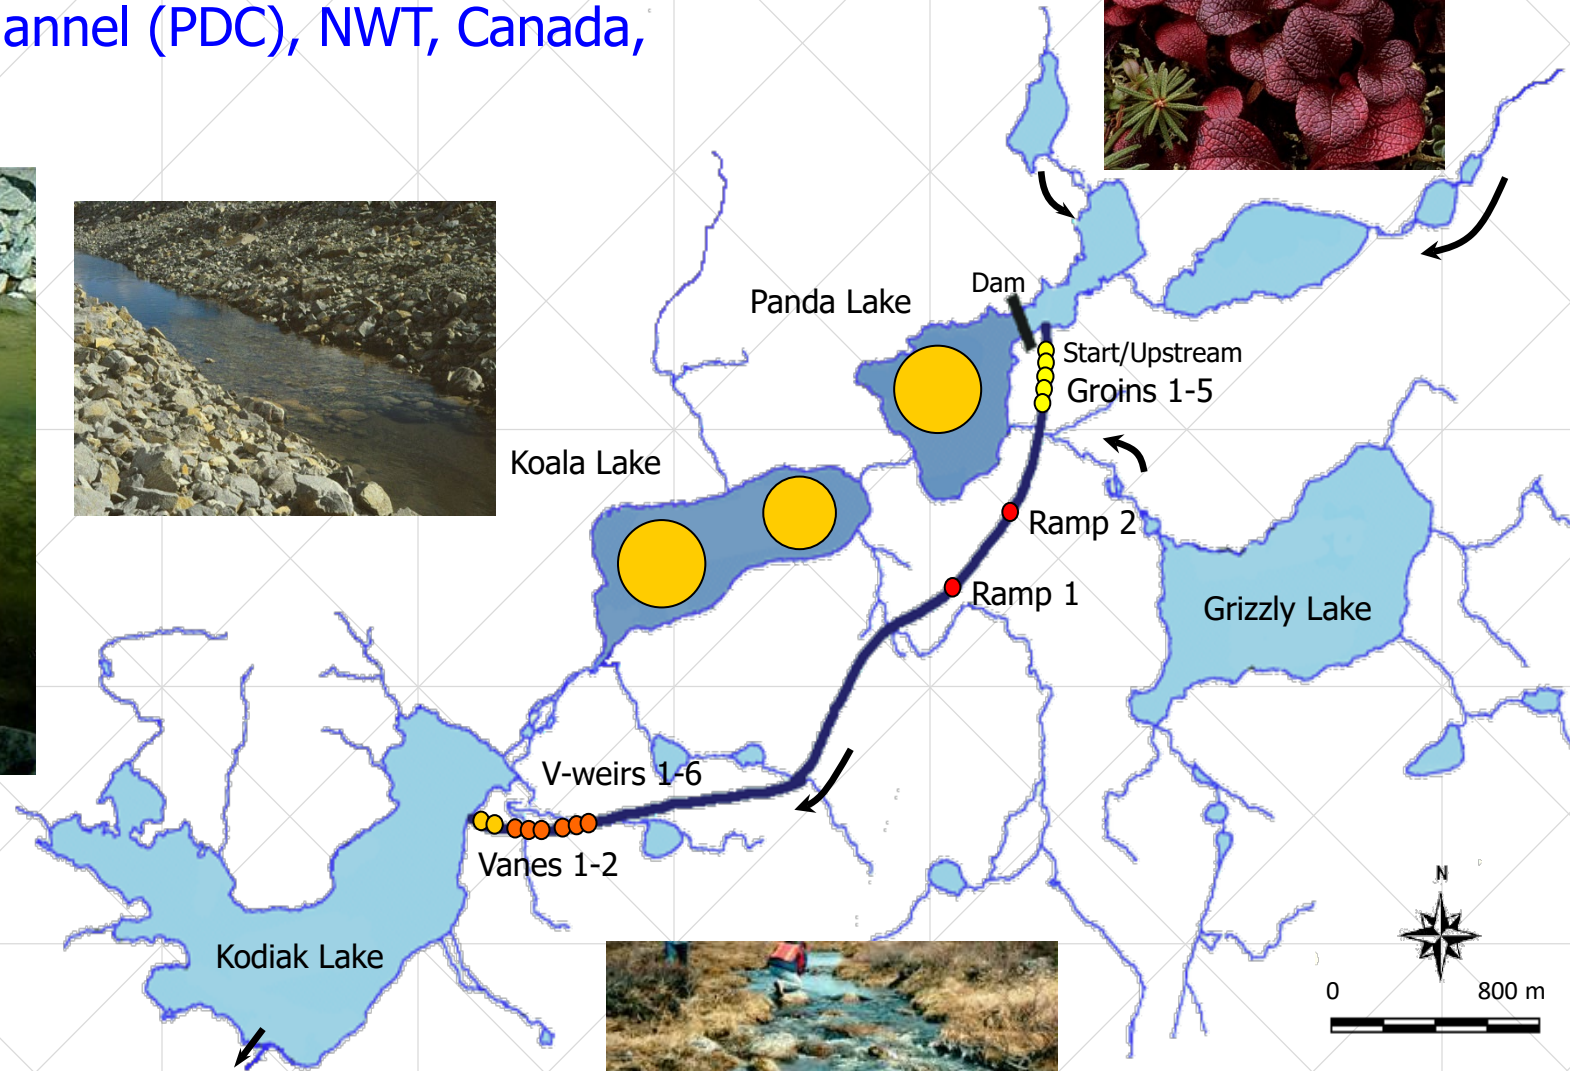 annel (PDC), NWT, Canada,
Dam
Panda Lake
Start/Upstream
Groins 1-5
Koala Lake
Ramp 2
Ramp 1
Grizzly Lake
V-weirs 1-6
Vanes 1-2
Kodiak Lake
N
0 800 m